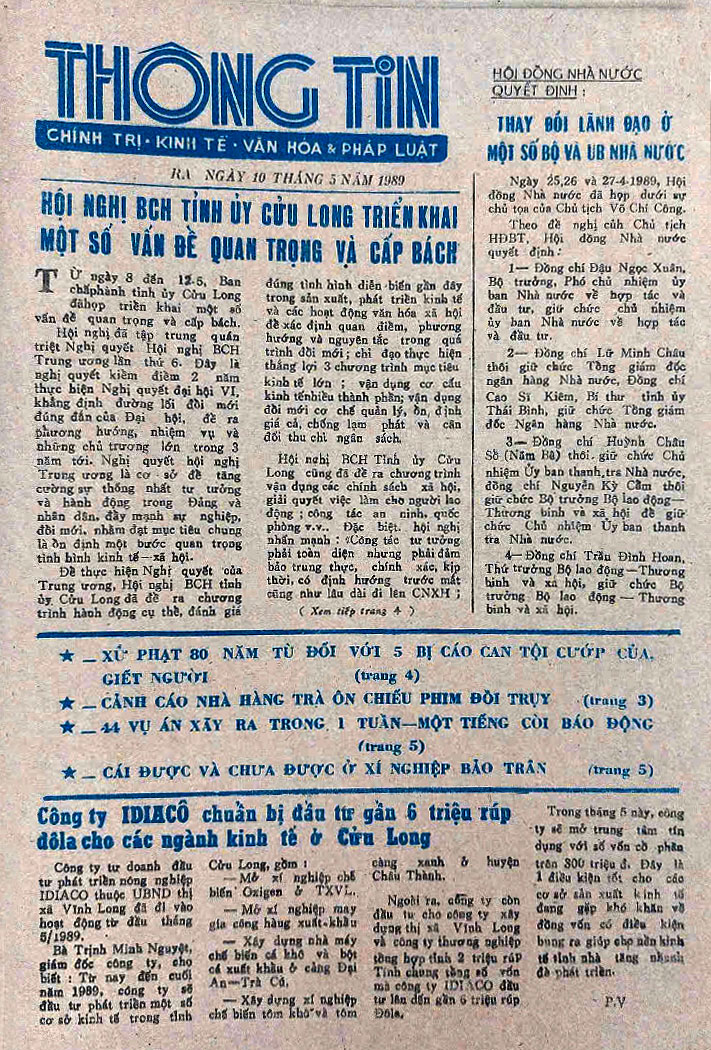 THÔNG TIN
CHÍNH TRỊ · KINH TẾ · VĂN HÓA & PHÁP LUẬT
RA NGÀY 10 THÁNG 5 NĂM 1989
HỘI NGHỊ BCH TỈNH ỦY CỬU LONG TRIỂN KHAI
MỘT SỐ VẤN ĐỀ QUAN TRỌNG VÀ CẤP BÁCH
TỪ ngày 8 đến 12-5, Ban
chấphành tỉnh ủy Cửu Long
đãhọp triển khai một số
vấn đề quan trọng và cấp bách.
Hội nghị đã tập trung quán
triệt Nghị quyết Hội nghị BCH
Trung ương lần thứ 6. Đây là
nghị quyết kiểm điểm 2 năm
thực hiện Nghị quyết đại hội VI,
khẳng định đường lối đổi mới
đúng đắn của Đại hội, đề ra
phương hướng, nhiệm vụ và
những chủ trương lớn trong 3
năm tới. Nghị quyết hội nghị
Trung ương là cơ sở để tăng
cường sự thống nhất tư tưởng
và hành động trong Đảng và
nhân dân, đẩy mạnh sự nghiệp,
đổi mới, nhằm đạt mục tiêu chung
là ổn định một bước quan trọng
tình hình kinh tế—xã hội.
Để thực hiện Nghị quyết của
Trung ương, Hội nghị BCH tỉnh
ủy Cửu Long đã đề ra chương
trình hành động cụ thể, đánh giá
đúng tình hình diễn biến gần đây
trong sản xuất, phát triển kinh tế
và các hoạt động văn hóa xã hội
để xác định quan điểm, phương
hướng và nguyên tắc trong quá
trình đổi mới ; chỉ đạo thực hiện
thắng lợi 3 chương trình mục tiêu
kinh tế lớn ; vận dụng cơ cấu
kinh tếnhiều thành phần; vận dụng
đổi mới cơ chế quản lý, ổn, định
giá cả, chống lạm phát và cân
đối thu chi ngân sách.
Hội nghị BCH Tỉnh ủy Cửu
Long cũng đã đề ra chương trình
vận dụng các chính sách xã hội,
giải quyết việc làm cho người lao
động ; công tác an ninh, quốc
phòng v.v.. Đặc biệt. hội nghị
nhấn mạnh : «Công tác tư tưởng
phải toàn diện nhưng phải đảm
bảo trung thực, chính xác, kịp
thời, có định hướng trước mắt
cũng như lâu dài đi lên CNXH ;
( Xem tiếp trang 4 )
HỘI ĐỒNG NHÀ NƯỚC
QUYẾT ĐỊNH :
THAY ĐỔI LÃNH ĐẠO Ở
MỘT SỐ BỘ VÀ UB NHÀ NƯỚC
Ngày 25,26 và 27-4-1989, Hội
đồng Nhà nước đã họp dưới sự
chủ tọa của Chủ tịch Võ Chí Công.
Theo đề nghị của Chủ tịch
HĐBT, Hội đồng Nhà nước
quyết định :
1— Đồng chí Đậu Ngọc Xuân,
Bộ trưởng, Phó chủ nhiệm ủy
ban Nhà nước về hợp tác và
đầu tư, giữ chức chủ nhiệm
ủy ban Nhà nước về hợp tác
và đầu tư.
2— Đồng chí Lữ Minh Châu
thôi giữ chức Tổng giám đốc
ngân hàng Nhà nước, Đồng chí
Cao Sĩ Kiêm, Bí thư tỉnh ủy
Thái Bình, giữ chức Tổng giám
đốc Ngân hàng Nhà nước.
3— Đồng chí Huỳnh Châu
Sổ (Năm Bê) thôi giữ chức Chủ
nhiệm Ủy ban thanh tra Nhà nước,
đồng chí Nguyễn Kỳ Cẩm thôi
giữ chức Bộ trưởng Bộ lao động—
Thương binh và xã hội để giữ
chức Chủ nhiệm Ủy ban thanh
tra Nhà nước.
4—Đồng chí Trần Đình Hoan,
Thứ trưởng Bộ lao động —Thương
binh và xã hội, giữ chức Bộ
trưởng Bộ lao động — Thương
binh và xã hội.
★ — XỬ PHẠT 80 NĂM TÙ ĐỐI VỚI 5 BỊ CÁO CAN TỘI CƯỚP CỦA,
GIẾT NGƯỜI (trang 4)
★ — CẢNH CÁO NHÀ HÀNG TRÀ ÔN CHIẾU PHIM ĐỒI TRỤY (trang 3)
★ — 44 VỤ ÁN XẢY RA TRONG 1 TUẦN—MỘT TIẾNG CÒI BÁO ĐỘNG
(trang 5)
★ — CÁI ĐƯỢC VÀ CHƯA ĐƯỢC Ở XÍ NGHIỆP BẢO TRÂN (trang 5)
Công ty IDIACÔ chuẩn bị đầu tư gần 6 triệu rúp
đôla cho các ngành kinh tế ở Cửu Long
Công ty tư doanh đầu
tư phát triển nông nghiệp
IDIACO thuộc UBND thị
xã Vĩnh Long đã đi vào
hoạt động từ đầu tháng
5/1989.
Bà Trịnh Minh Nguyệt,
giám đốc công ty, cho
biết : Từ nay đến cuối
năm 1989, công ty sẽ
đầu tư phát triển một số
cơ sở kinh tế trong tỉnh
Cửu Long, gồm :
— Mở xí nghiệp chế
biến Oxigen ở TXVL.
— Mở xí nghiệp may
gia công hàng xuất-khẩu
— Xây dựng nhà máy
chế biến cá khô và bột
cá xuất khẩu ở cảng Đại
An—Trà Cú.
— Xây dựng xí nghiệp
chế biến tôm khô và tôm
càng xanh ở huyện
Châu Thành.
Ngoài ra, công ty còn
đầu tư cho công ty xây
dựng thị xã Vĩnh Long
và công ty thương nghiệp
tổng hợp tỉnh 2 triệu rúp
Tính chung tổng số vốn
mà công ty IDIACO đầu
tư lên đến gần 6 triệu rúp
Đôla.
Trong tháng 5 này, công
ty sẽ mở trung tâm tín
dụng với số vốn cổ phần
trên 300 triệu đ. Đây là
1 điều kiện tốt cho các
cơ sở sản xuất kinh tế
đang gặp khó khăn về
đồng vốn có điều kiện
bung ra giúp cho nền kinh
tế tỉnh nhà tăng nhanh
đà phát triển.
P.V